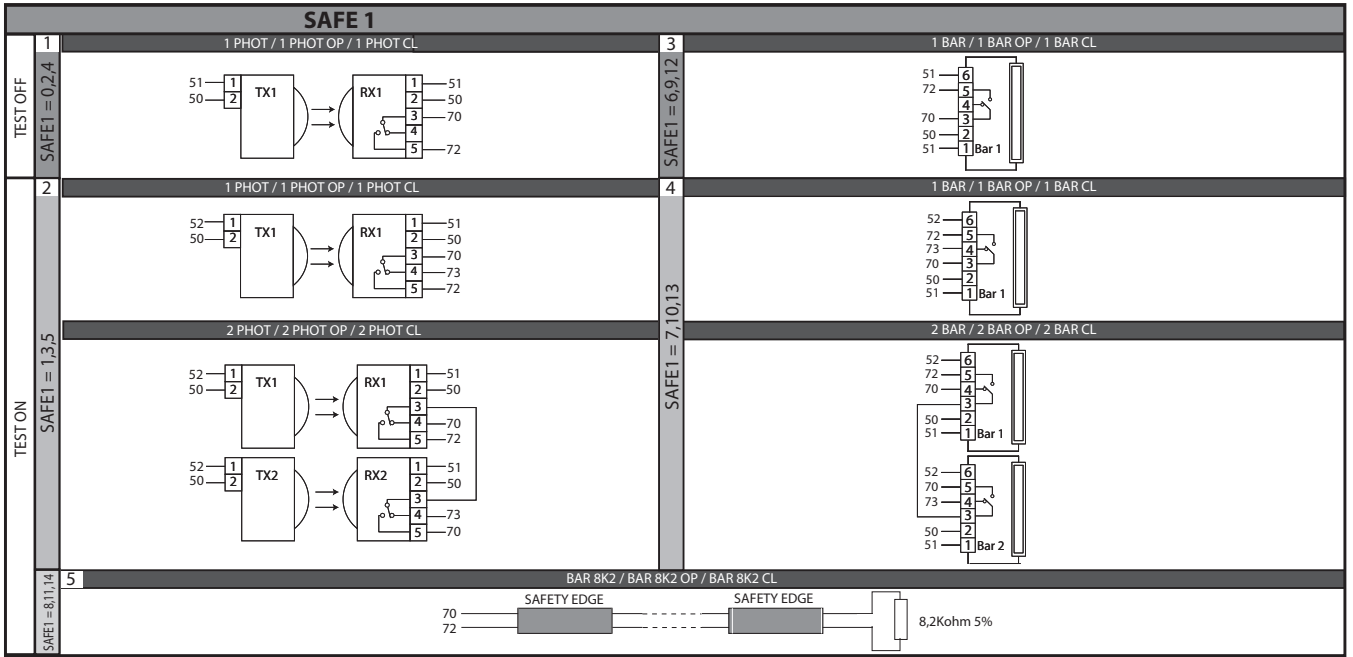 SAFE 1
TEST OFF
1
SAFE1 = 0,2,4
1 PHOT / 1 PHOT OP / 1 PHOT CL
51 1 TX1 RX1 1 51
50 2 2 50
3 70
4
5 72
3
SAFE1 = 6,9,12
1 BAR / 1 BAR OP / 1 BAR CL
51 6
72 5
4
70 3
50 2
51 1 Bar 1
TEST ON
2
SAFE1 = 1,3,5
1 PHOT / 1 PHOT OP / 1 PHOT CL
52 1 TX1 RX1 1 51
50 2 2 50
3 70
4 73
5 72
2 PHOT / 2 PHOT OP / 2 PHOT CL
52 1 TX1 RX1 1 51
50 2 2 50
3
4 70
5 72
52 1 TX2 RX2 1 51
50 2 2 50
3
4 73
5 70
4
SAFE1 = 7,10,13
1 BAR / 1 BAR OP / 1 BAR CL
52 6
72 5
73 4
70 3
50 2
51 1 Bar 1
2 BAR / 2 BAR OP / 2 BAR CL
52 6
72 5
70 4
3
50 2
51 1 Bar 1
52 6
70 5
73 4
3
50 2
51 1 Bar 2
SAFE1 = 8,11,14
5
BAR 8K2 / BAR 8K2 OP / BAR 8K2 CL
SAFETY EDGE SAFETY EDGE
70
72
8,2Kohm 5%